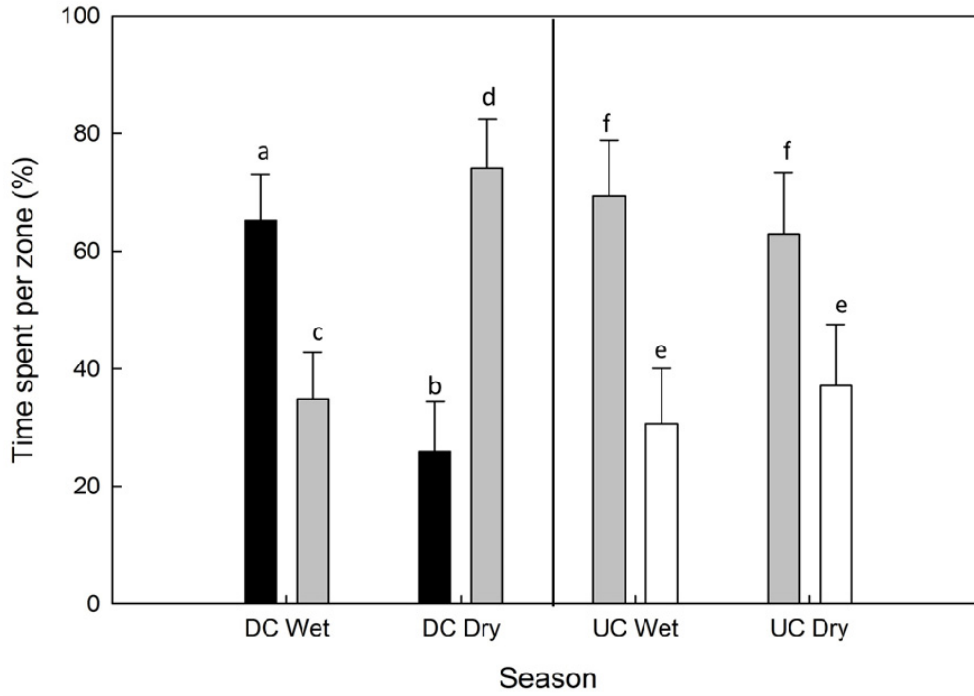 100
80
60
40
20
0
Time spent per zone (%)
a
c
b
d
f
e
f
e
DC Wet
DC Dry
UC Wet
UC Dry
Season